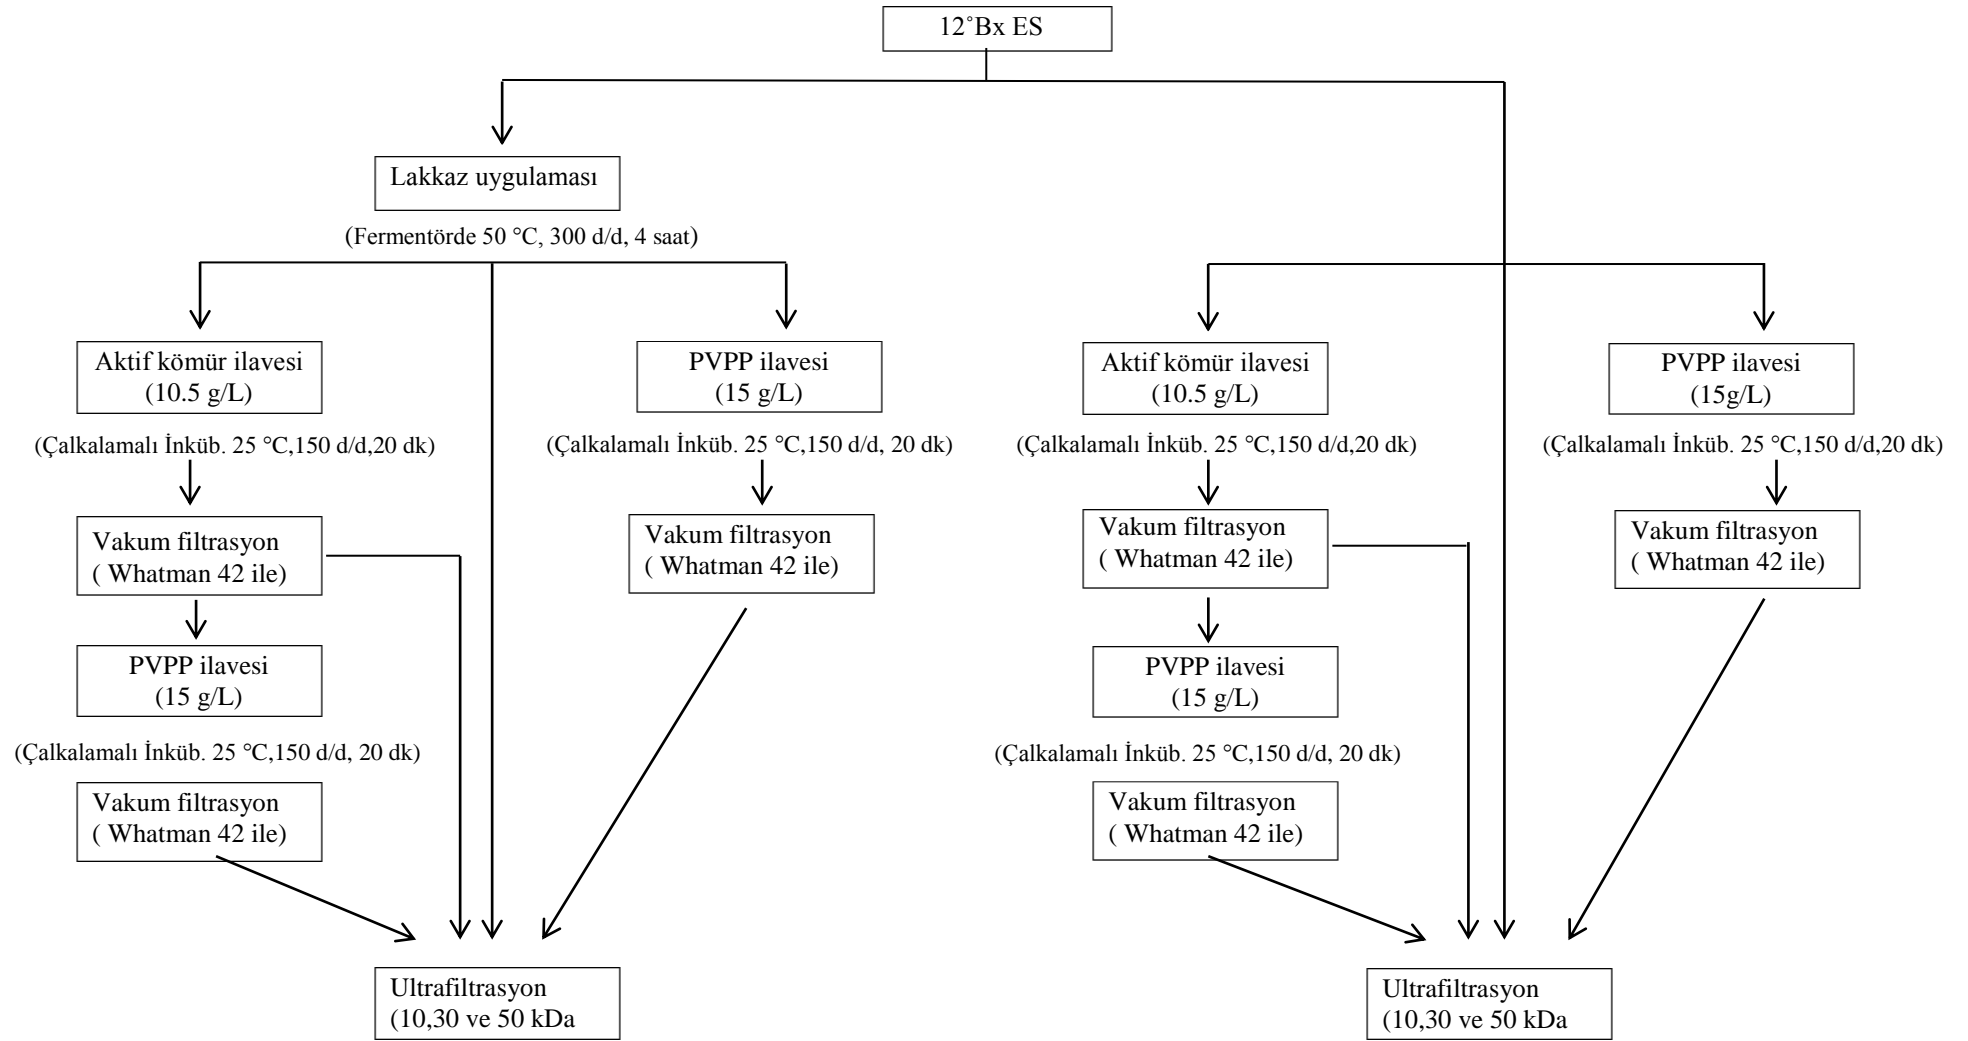 12˚Bx ES
Lakkaz uygulaması
(Fermentörde 50 °C, 300 d/d, 4 saat)
Aktif kömür ilavesi
(10.5 g/L)
(Çalkalamalı İnküb. 25 °C,150 d/d,20 dk)
Vakum filtrasyon
( Whatman 42 ile)
PVPP ilavesi
(15 g/L)
(Çalkalamalı İnküb. 25 °C,150 d/d, 20 dk)
Vakum filtrasyon
( Whatman 42 ile)
PVPP ilavesi
(15 g/L)
(Çalkalamalı İnküb. 25 °C,150 d/d, 20 dk)
Vakum filtrasyon
( Whatman 42 ile)
Ultrafiltrasyon
(10,30 ve 50 kDa
Aktif kömür ilavesi
(10.5 g/L)
(Çalkalamalı İnküb. 25 °C,150 d/d,20 dk)
Vakum filtrasyon
( Whatman 42 ile)
PVPP ilavesi
(15 g/L)
(Çalkalamalı İnküb. 25 °C,150 d/d, 20 dk)
Vakum filtrasyon
( Whatman 42 ile)
PVPP ilavesi
(15g/L)
(Çalkalamalı İnküb. 25 °C,150 d/d,20 dk)
Vakum filtrasyon
( Whatman 42 ile)
Ultrafiltrasyon
(10,30 ve 50 kDa